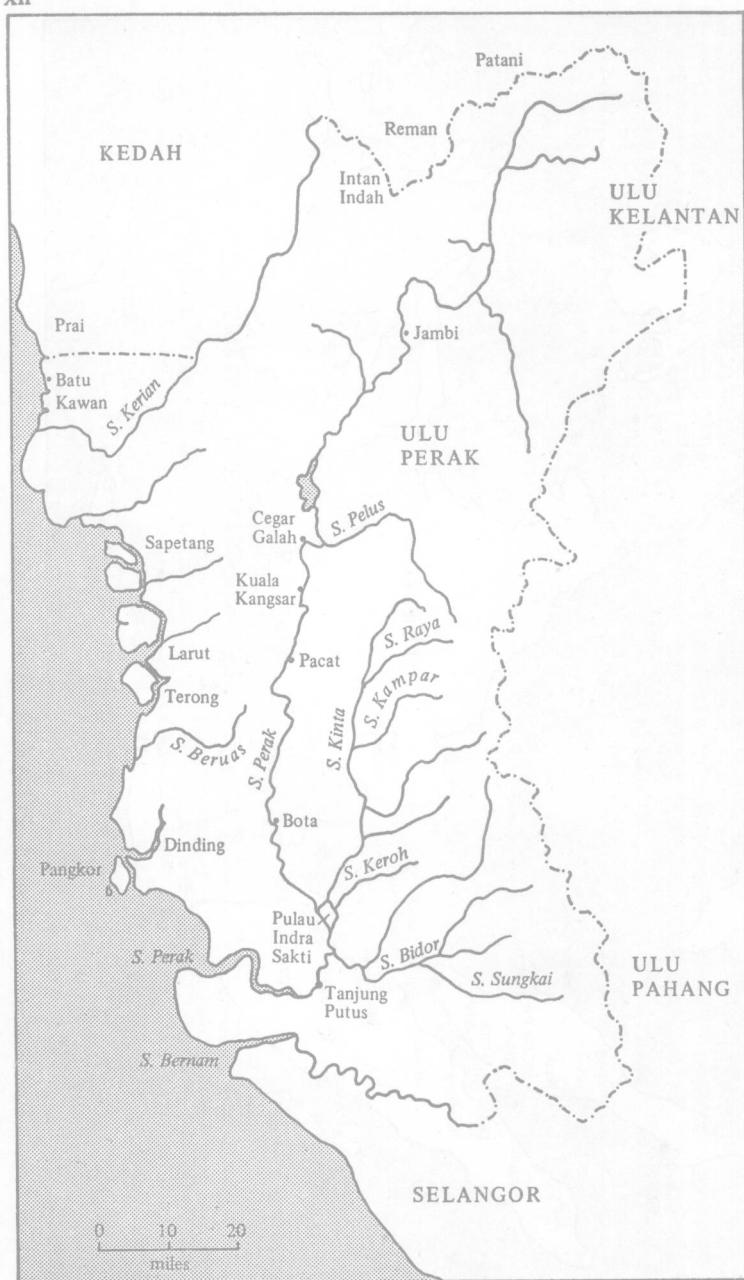 xii
Patani
Reman
KEDAH
Intan
Indah
ULU
KELANTAN
Prai
Jambi
Batu
Kawan
S. Kerian
ULU
PERAK
Cegar
Galah
S. Pelus
Sapetang
Kuala
Kangsar
S. Raya
Larut
Pacat
S. Kampar
Terong
S. Beruas
S. Perak
S. Kinta
Bota
Dinding
Pangkor
S. Keroh
Pulau
Indra
Sakti
S. Perak
S. Bidor
ULU
PAHANG
S. Sungkai
Tanjung
Putus
S. Bernam
SELANGOR
0 10 20
miles